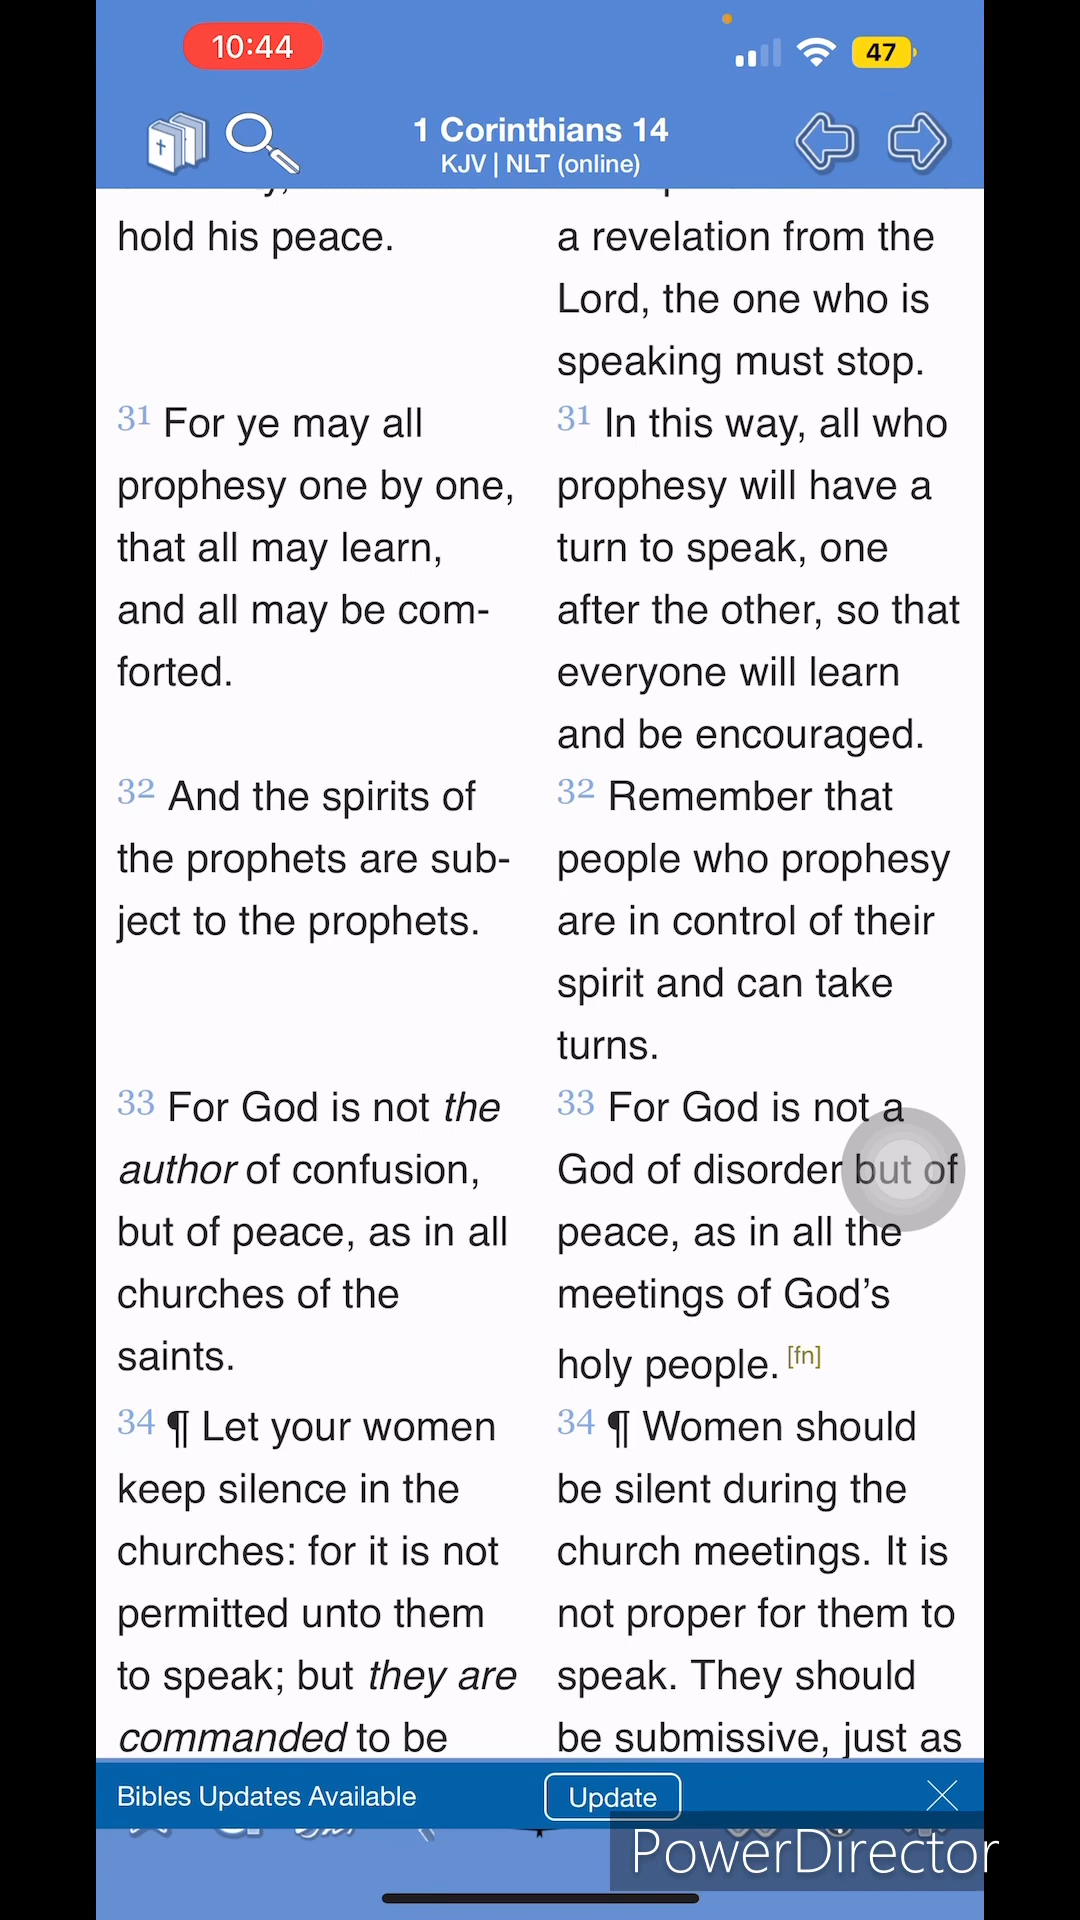 10:44
47
1 Corinthians 14
KJV | NLT (online)
hold his peace.
31 For ye may all
prophesy one by one,
that all may learn,
and all may be com-
forted.
32 And the spirits of
the prophets are sub-
ject to the prophets.
33 For God is not the
author of confusion,
but of peace, as in all
churches of the
saints.
34 ¶ Let your women
keep silence in the
churches: for it is not
permitted unto them
to speak; but they are
commanded to be
a revelation from the
Lord, the one who is
speaking must stop.
31 In this way, all who
prophesy will have a
turn to speak, one
after the other, so that
everyone will learn
and be encouraged.
32 Remember that
people who prophesy
are in control of their
spirit and can take
turns.
33 For God is not a
God of disorder but of
peace, as in all the
meetings of God’s
holy people. [fn]
34 ¶ Women should
be silent during the
church meetings. It is
not proper for them to
speak. They should
be submissive, just as
Bibles Updates Available
Update
PowerDirector